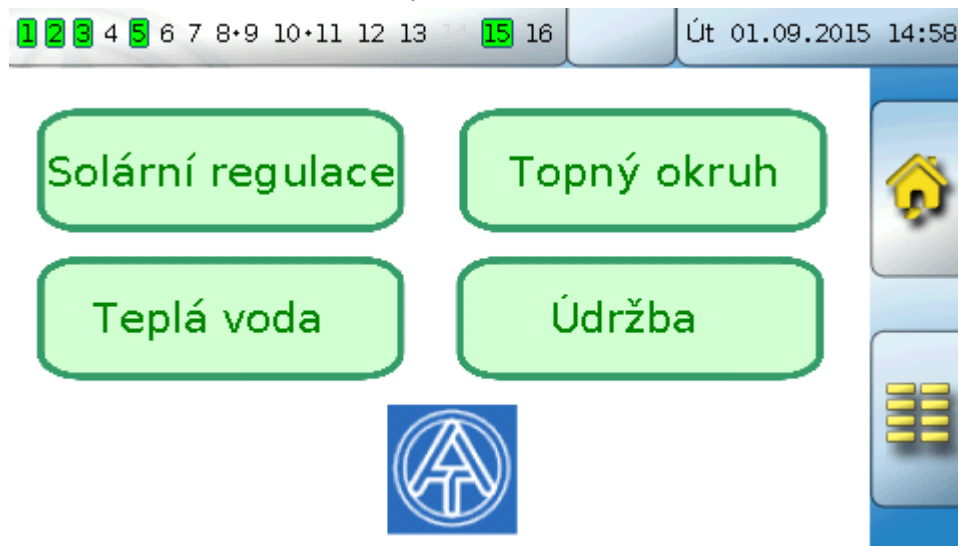 1 2 3 4 5 6 7 8•9 10•11 12 13 14 15 16 Út 01.09.2015 14:58
Solární regulace Topný okruh
Teplá voda Údržba